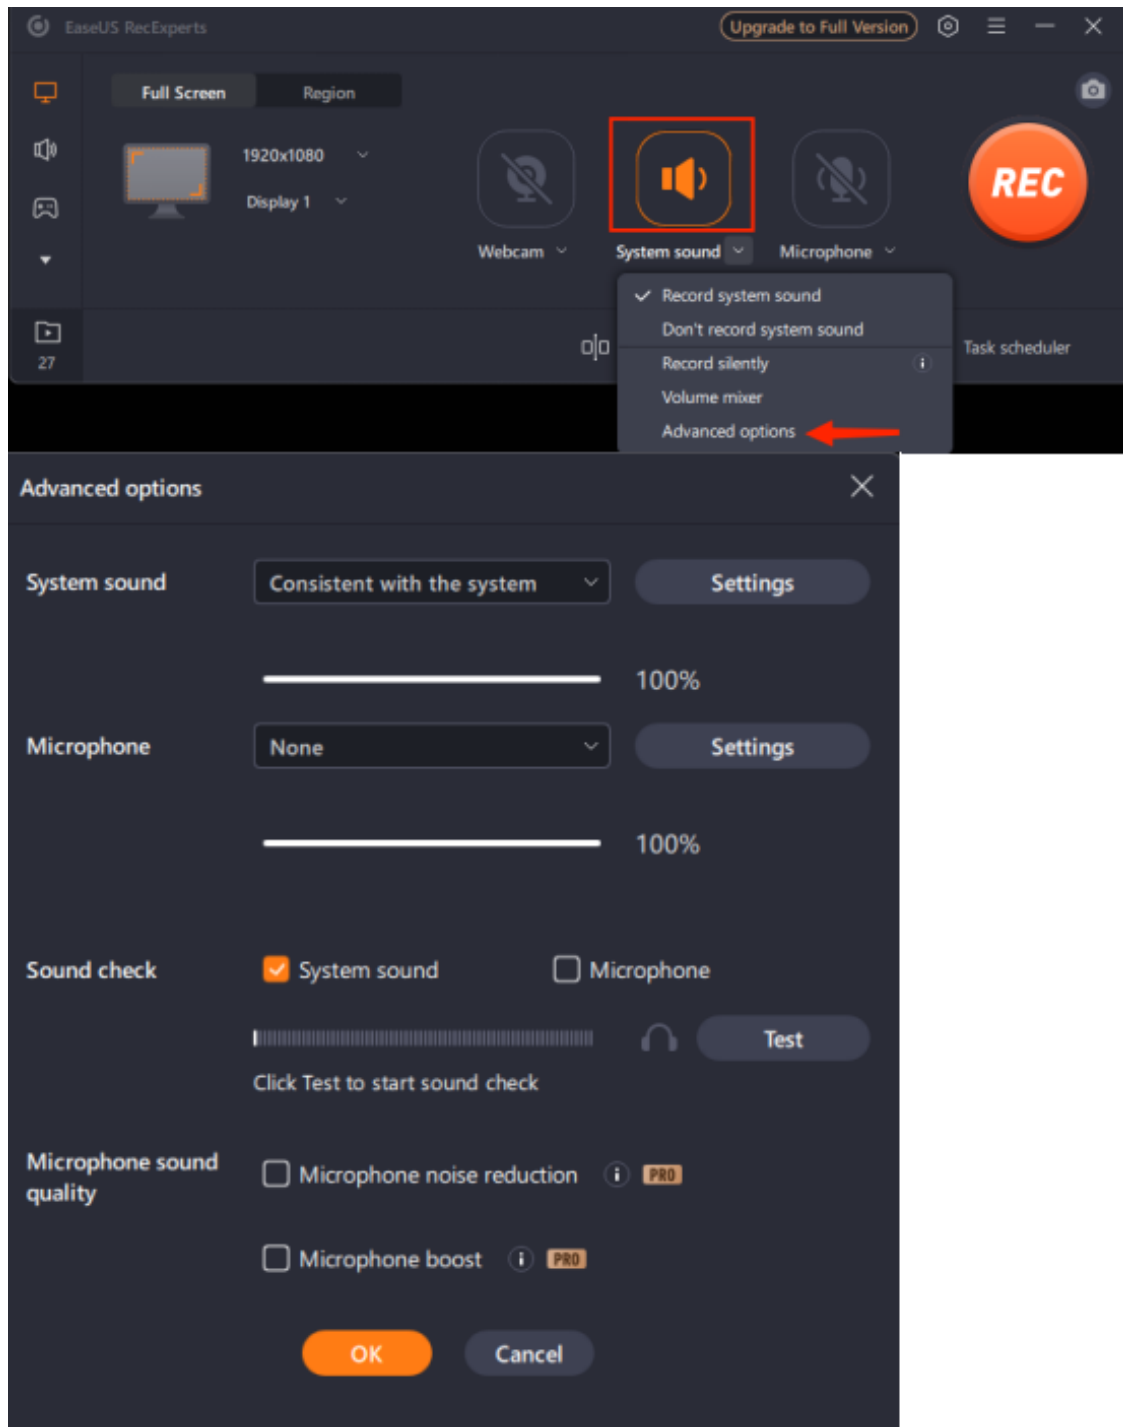 EaseUS RecExperts
Upgrade to Full Version
Full Screen Region
1920x1080
Display 1
REC
Webcam System sound Microphone
Record system sound
Don't record system sound
Record silently
Volume mixer
Advanced options
27
Task scheduler
Advanced options
System sound Consistent with the system Settings
100%
Microphone None Settings
100%
Sound check System sound Microphone
Test
Click Test to start sound check
Microphone sound
quality
Microphone noise reduction PRO
Microphone boost PRO
OK Cancel